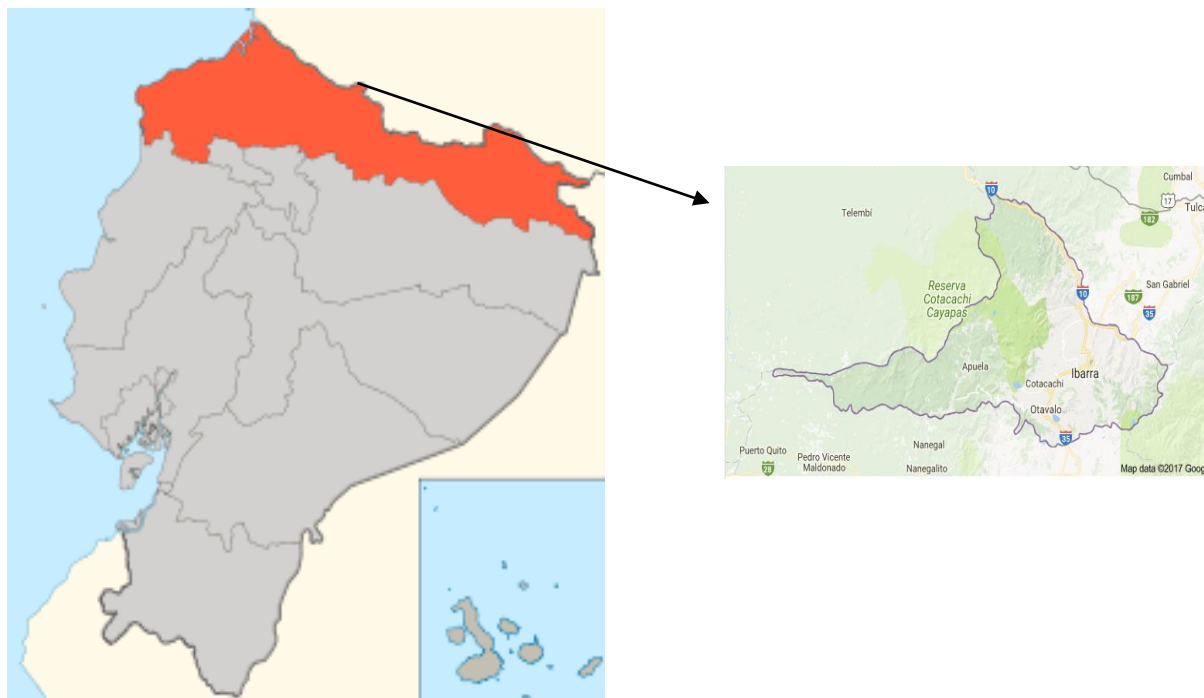 Cumbal
10
17
Telembí
Tulca
182
Reserva
Cotacachi
Cayapas
San Gabriel
10
187
35
Apuela
Ibarra
Cotacachi
Otavalo
35
Nanegal
Puerto Quito
Pedro Vicente
Maldonado
Nanegalito
28
Map data ©2017 Goog